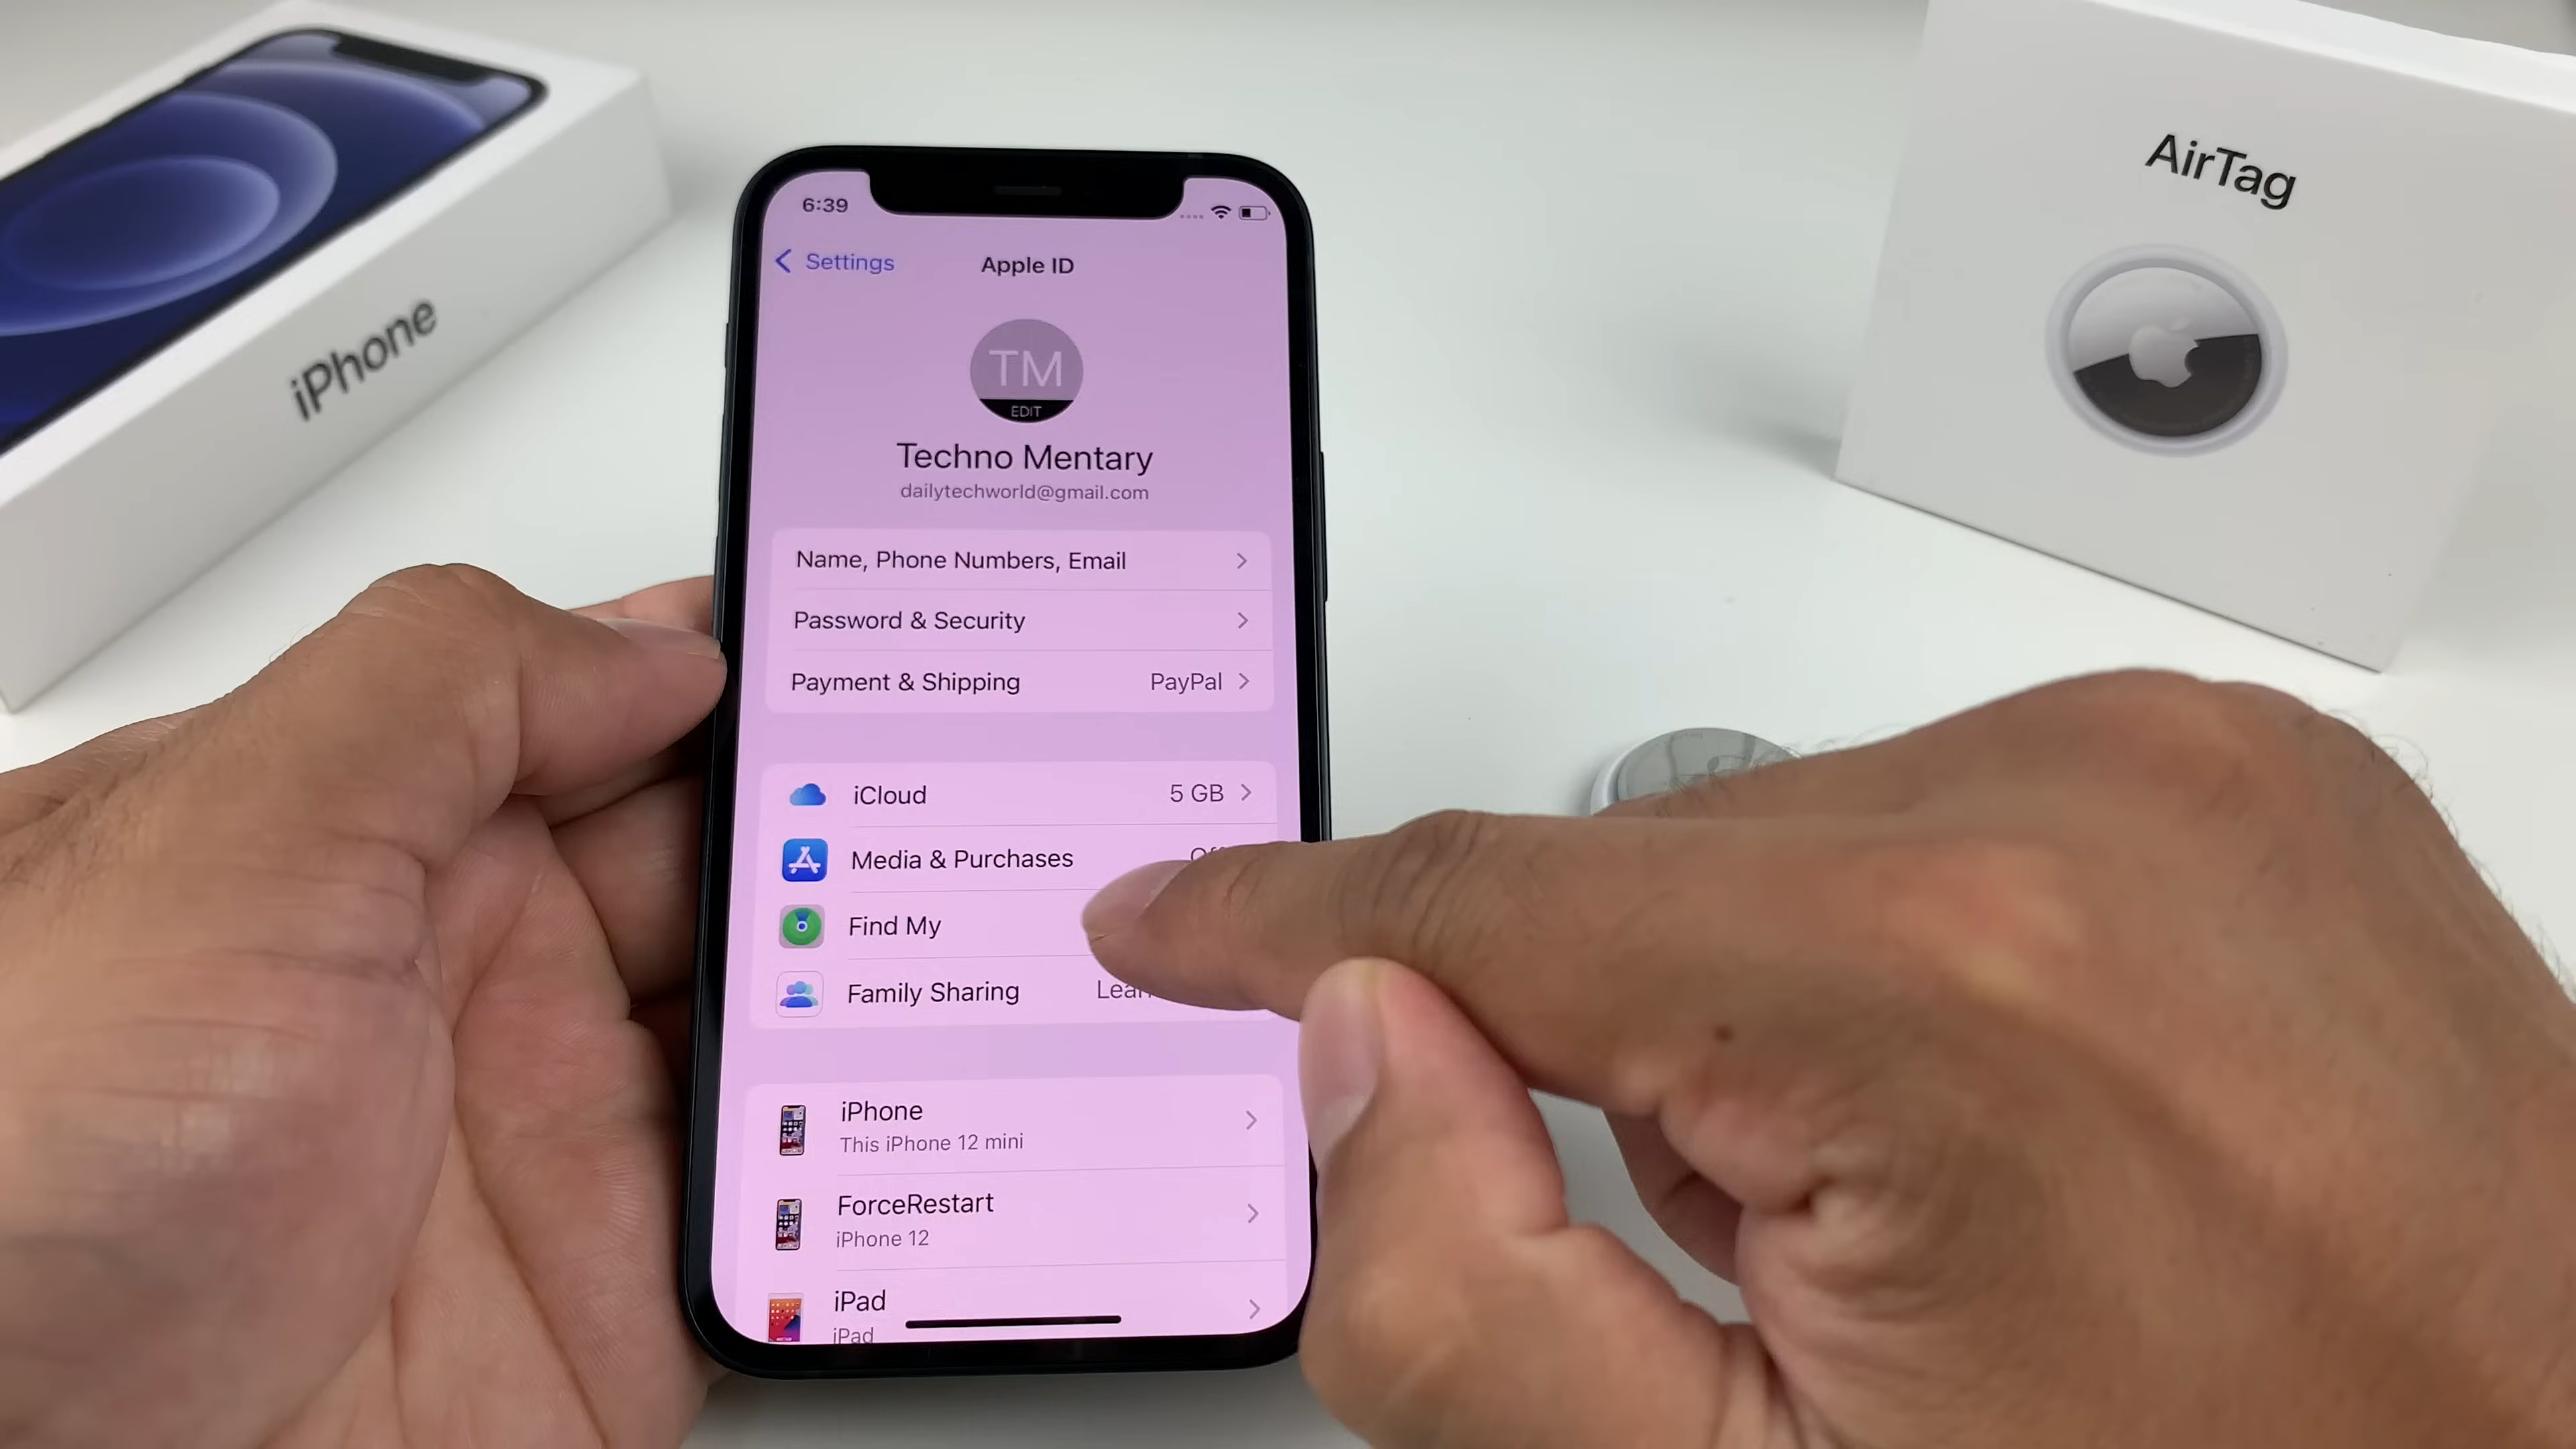 iPhone
AirTag
6:39
Settings
Apple ID
TM
EDIT
Techno Mentary
dailytechworld@gmail.com
Name, Phone Numbers, Email
Password & Security
Payment & Shipping PayPal
iCloud 5 GB
Media & Purchases
Find My
Family Sharing
iPhone
This iPhone 12 mini
ForceRestart
iPhone 12
iPad
iPad